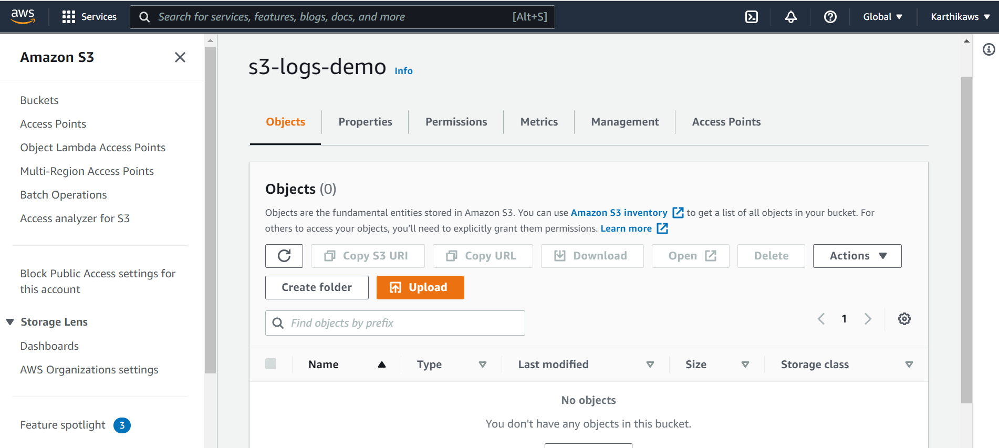 aws Services Search for services, features, blogs, docs, and more [Alt+S] Global Karthikaws
Amazon S3
Buckets
Access Points
Object Lambda Access Points
Multi-Region Access Points
Batch Operations
Access analyzer for S3
Block Public Access settings for
this account
Storage Lens
Dashboards
AWS Organizations settings
Feature spotlight 3
s3-logs-demo Info
Objects Properties Permissions Metrics Management Access Points
Objects (0)
Objects are the fundamental entities stored in Amazon S3. You can use Amazon S3 inventory to get a list of all objects in your bucket. For
others to access your objects, you’ll need to explicitly grant them permissions. Learn more
Copy S3 URI Copy URL Download Open Delete Actions
Create folder Upload
Find objects by prefix 1
Name Type Last modified Size Storage class
No objects
You don't have any objects in this bucket.